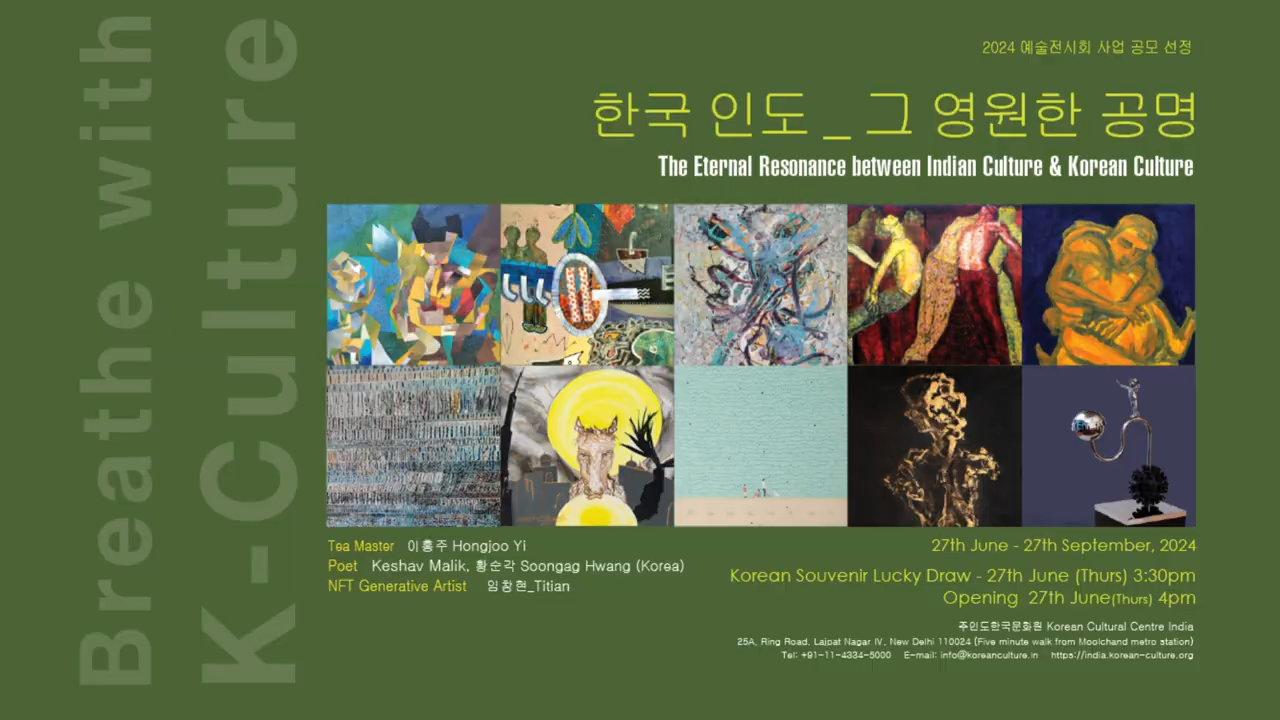 Breathe with
K-Culture
2024 예술전시회 사업 공모 선정
한국 인도 _ 그 영원한 공명
The Eternal Resonance between Indian Culture & Korean Culture
Tea Master 이홍주 Hongjoo Yi
Poet Keshav Malik, 황순각 Soongag Hwang (Korea)
NFT Generative Artist 임창현_Titian
27th June - 27th September, 2024
Korean Souvenir Lucky Draw - 27th June (Thurs) 3:30pm
Opening 27th June(Thurs) 4pm
주인도한국문화원 Korean Cultural Centre India
25A, Ring Road, Lajpat Nagar IV, New Delhi 110024 (Five minute walk from Moolchand metro station)
Tel: +91-11-4334-5000 E-mail: info@koreanculture.in https://india.korean-culture.org